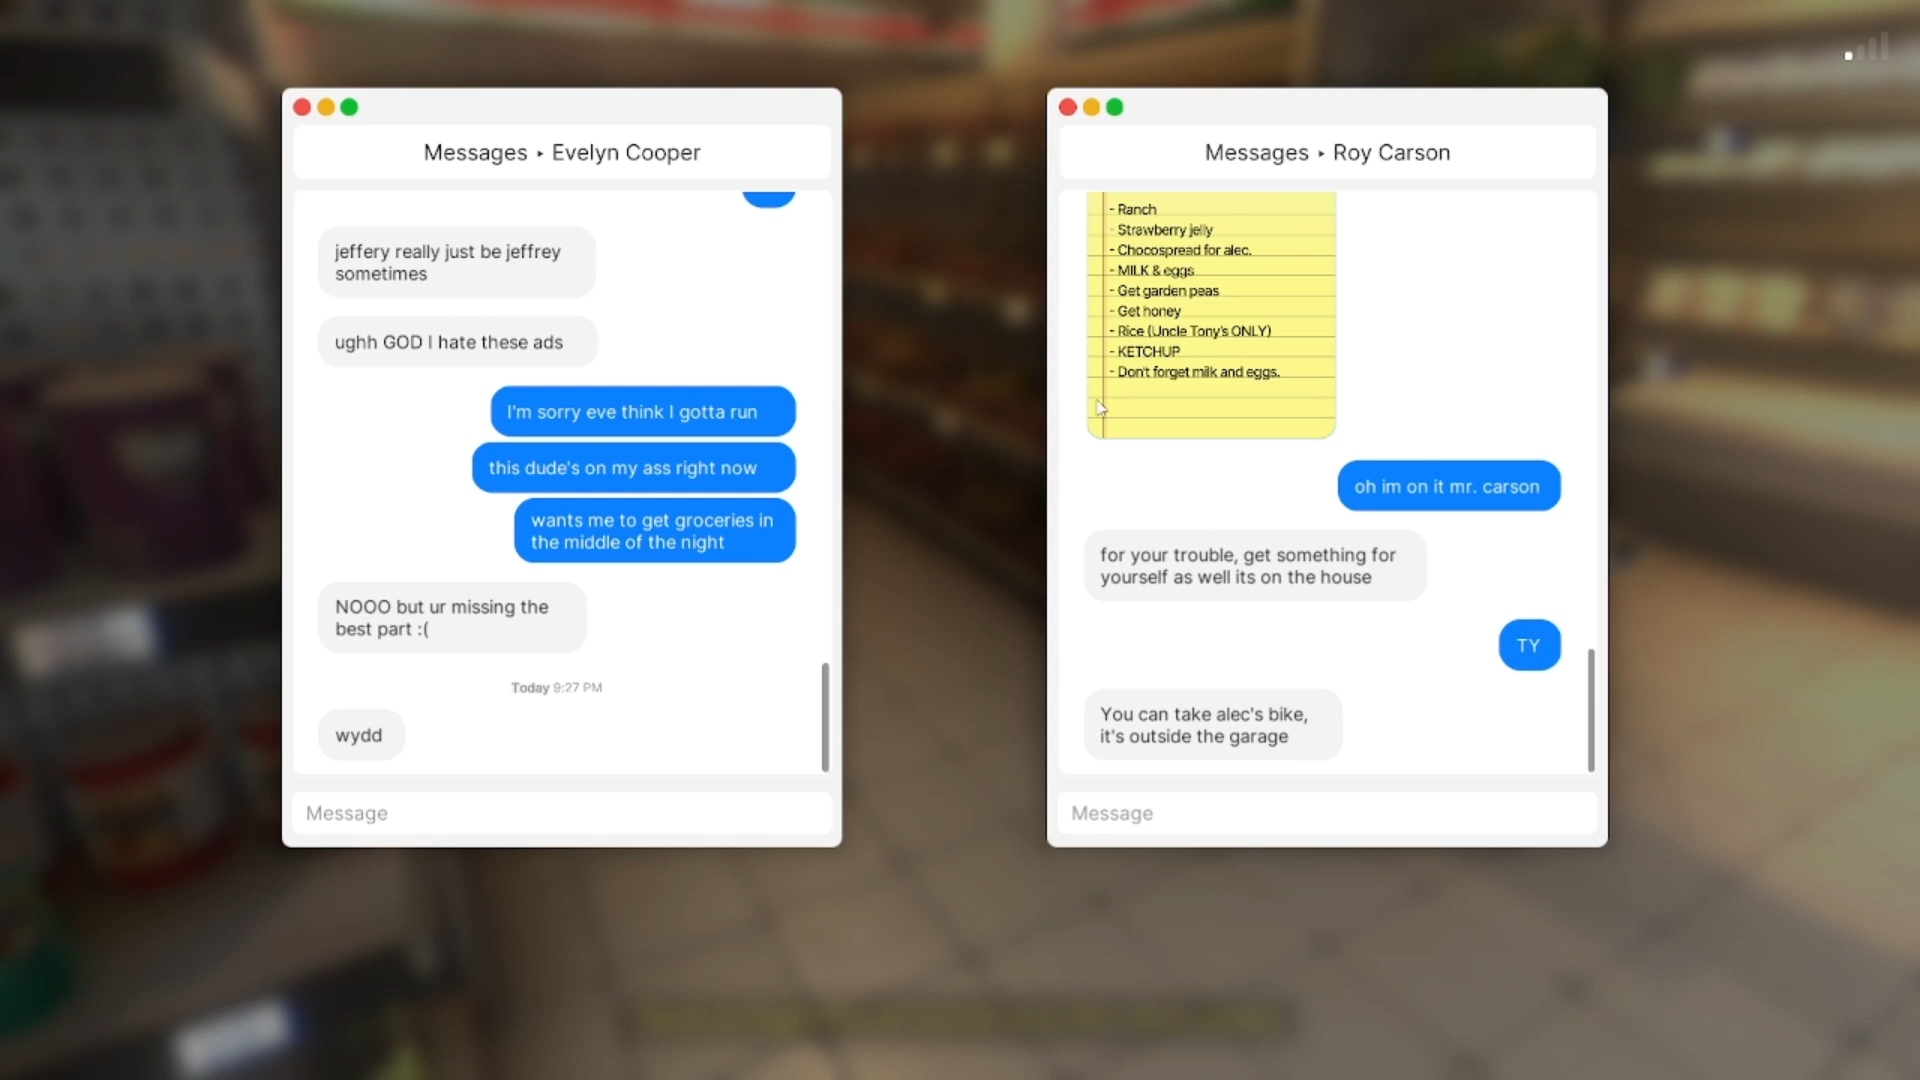 Messages ▸ Evelyn Cooper
jeffery really just be jeffrey
sometimes
ughh GOD I hate these ads
I'm sorry eve think I gotta run
this dude's on my ass right now
wants me to get groceries in
the middle of the night
NOOO but ur missing the
best part :(
Today 9:27 PM
wydd
Message
Messages ▸ Roy Carson
- Ranch
- Strawberry jelly
- Chocospread for alec.
- MILK & eggs
- Get garden peas
- Get honey
- Rice (Uncle Tony's ONLY)
- KETCHUP
- Don't forget milk and eggs.
oh im on it mr. carson
for your trouble, get something for
yourself as well its on the house
TY
You can take alec's bike,
it's outside the garage
Message